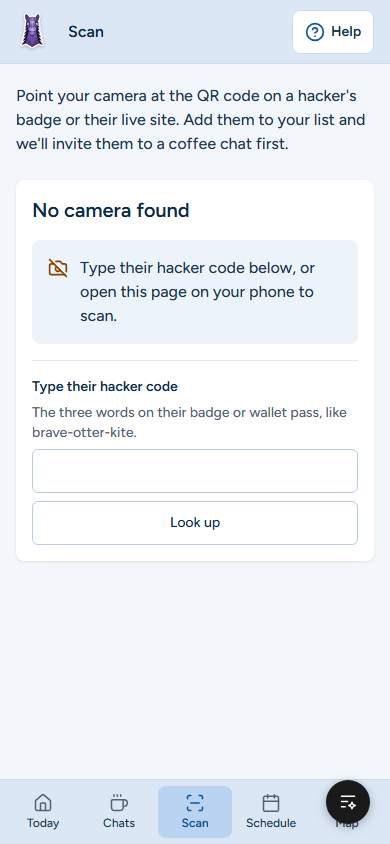 Scan
Help
Point your camera at the QR code on a hacker's
badge or their live site. Add them to your list and
we'll invite them to a coffee chat first.
No camera found
Type their hacker code below, or
open this page on your phone to
scan.
Type their hacker code
The three words on their badge or wallet pass, like
brave-otter-kite.
Look up
Today
Chats
Scan
Schedule
Map